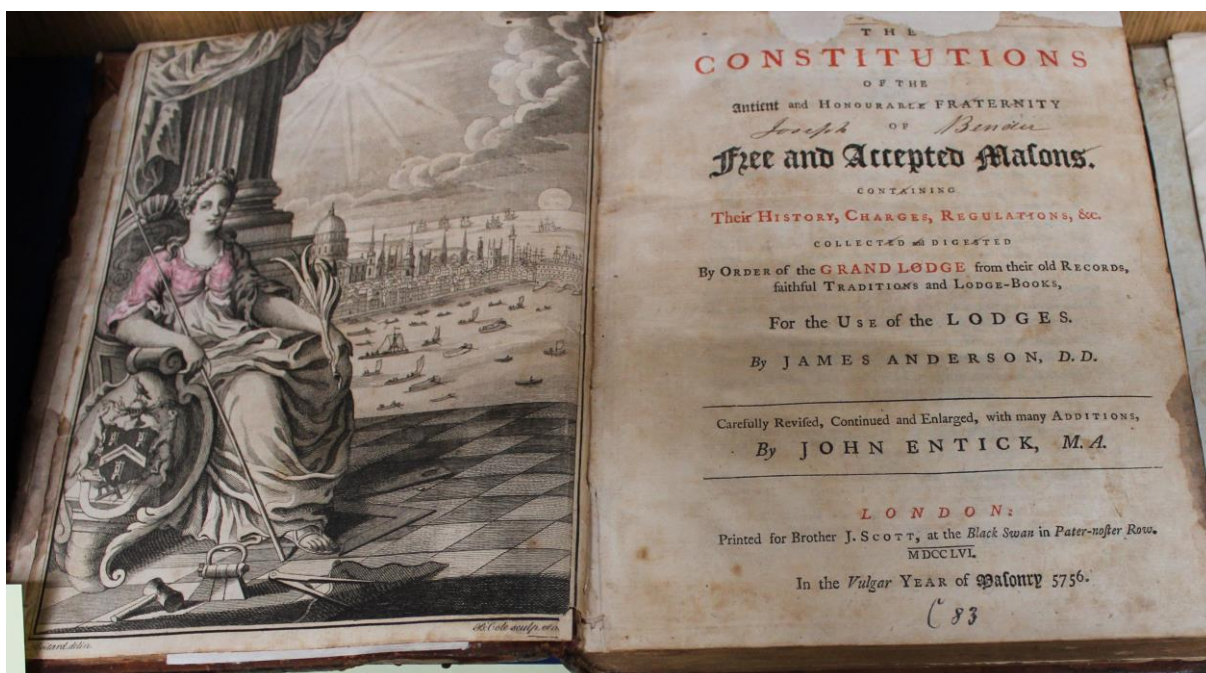 B. Cole sculp.
THE
CONSTITUTIONS
OF THE
Antient and HONOURABLE FRATERNITY
Joseph OF Bender
Free and Accepted Maſons.
CONTAINING
Their HISTORY, CHARGES, REGULATIONS, &c.
COLLECTED and DIGESTED
By ORDER of the GRAND LODGE from their old RECORDS,
faithful TRADITIONS and LODGE-BOOKS,
For the USE of the LODGES.
By JAMES ANDERSON, D.D.
Carefully Reviſed, Continued and Enlarged, with many ADDITIONS,
By JOHN ENTICK, M.A.
LONDON:
Printed for Brother J. SCOTT, at the Black Swan in Pater-noſter Row.
MDCCLVI.
In the Vulgar YEAR of Maſonry 5756.
C 83